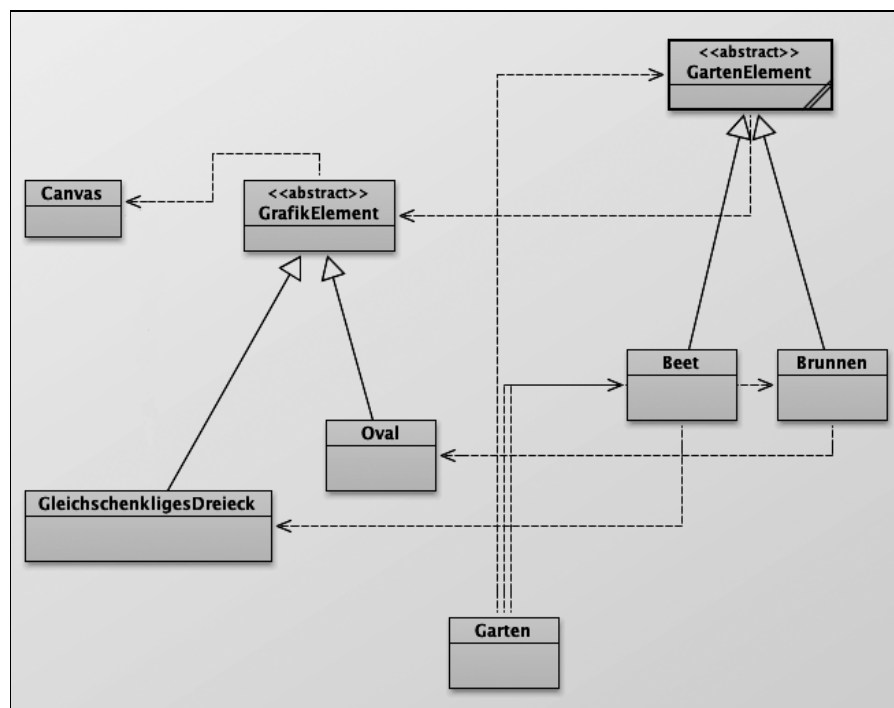 <<abstract>>
GartenElement
Canvas
<<abstract>>
GrafikElement
Beet
Brunnen
Oval
GleichschenkligesDreieck
Garten